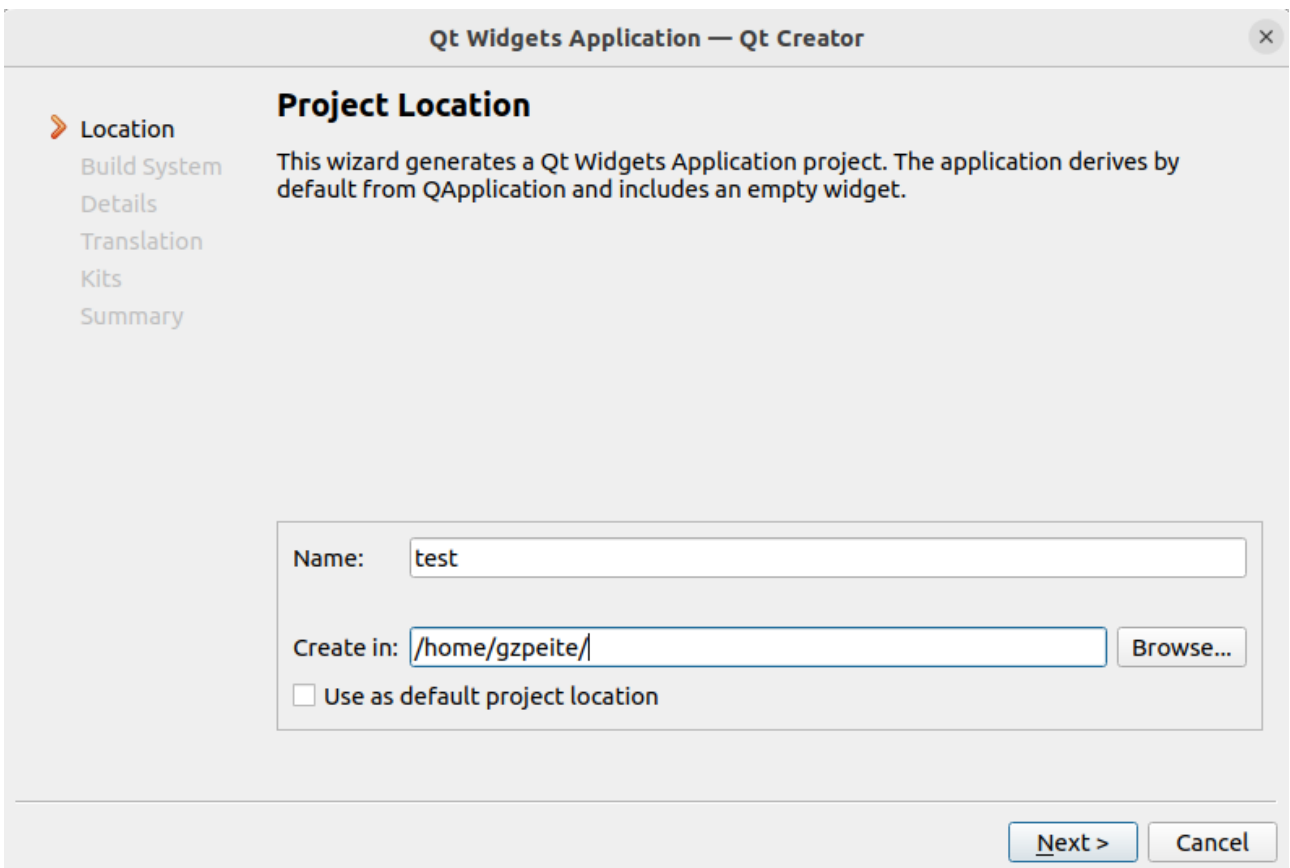 Qt Widgets Application — Qt Creator
Location
Build System
Details
Translation
Kits
Summary
Project Location
This wizard generates a Qt Widgets Application project. The application derives by
default from QApplication and includes an empty widget.
Name: test
Create in: /home/gzpeite/ Browse...
Use as default project location
Next > Cancel